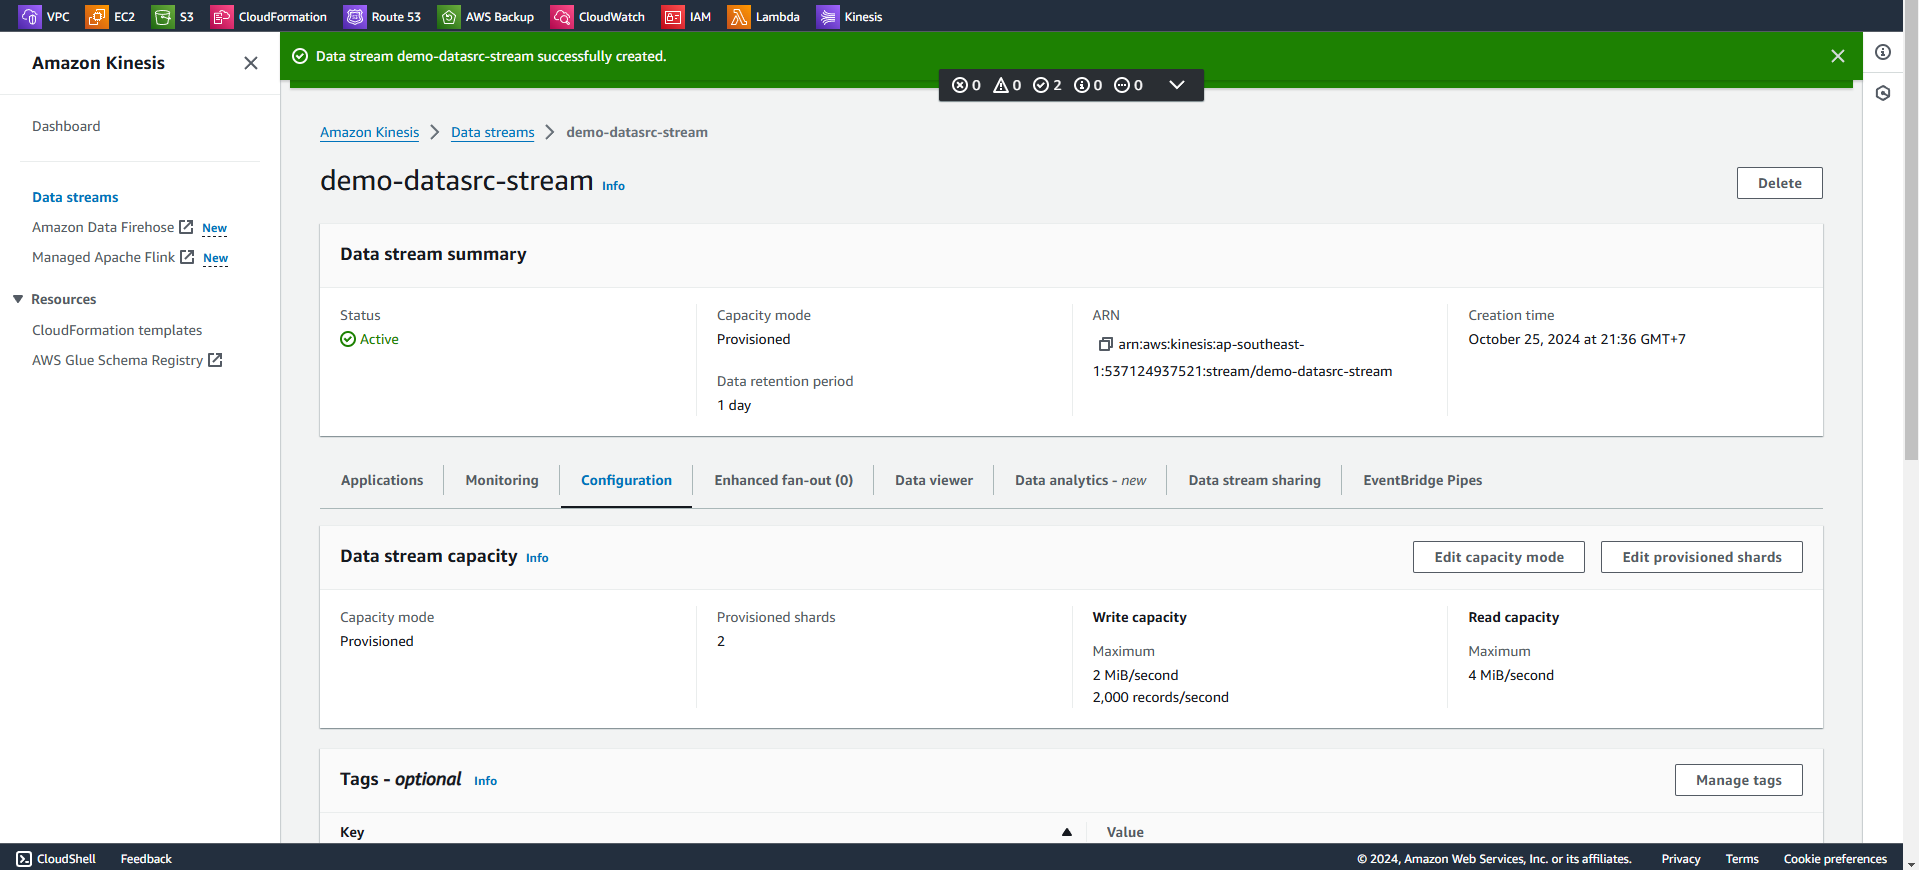 VPC EC2 S3 CloudFormation Route 53 AWS Backup CloudWatch IAM Lambda Kinesis
Amazon Kinesis
Dashboard
Data streams
Amazon Data Firehose New
Managed Apache Flink New
Resources
CloudFormation templates
AWS Glue Schema Registry
Data stream demo-datasrc-stream successfully created.
0 0 2 0 0
Amazon Kinesis Data streams demo-datasrc-stream
demo-datasrc-stream Info
Delete
Data stream summary
Status
Active
Capacity mode
Provisioned
Data retention period
1 day
ARN
arn:aws:kinesis:ap-southeast-
1:537124937521:stream/demo-datasrc-stream
Creation time
October 25, 2024 at 21:36 GMT+7
Applications Monitoring Configuration Enhanced fan-out (0) Data viewer Data analytics - new Data stream sharing EventBridge Pipes
Data stream capacity Info
Edit capacity mode Edit provisioned shards
Capacity mode
Provisioned
Provisioned shards
2
Write capacity
Maximum
2 MiB/second
2,000 records/second
Read capacity
Maximum
4 MiB/second
Tags - optional Info
Manage tags
Key Value
CloudShell Feedback © 2024, Amazon Web Services, Inc. or its affiliates. Privacy Terms Cookie preferences